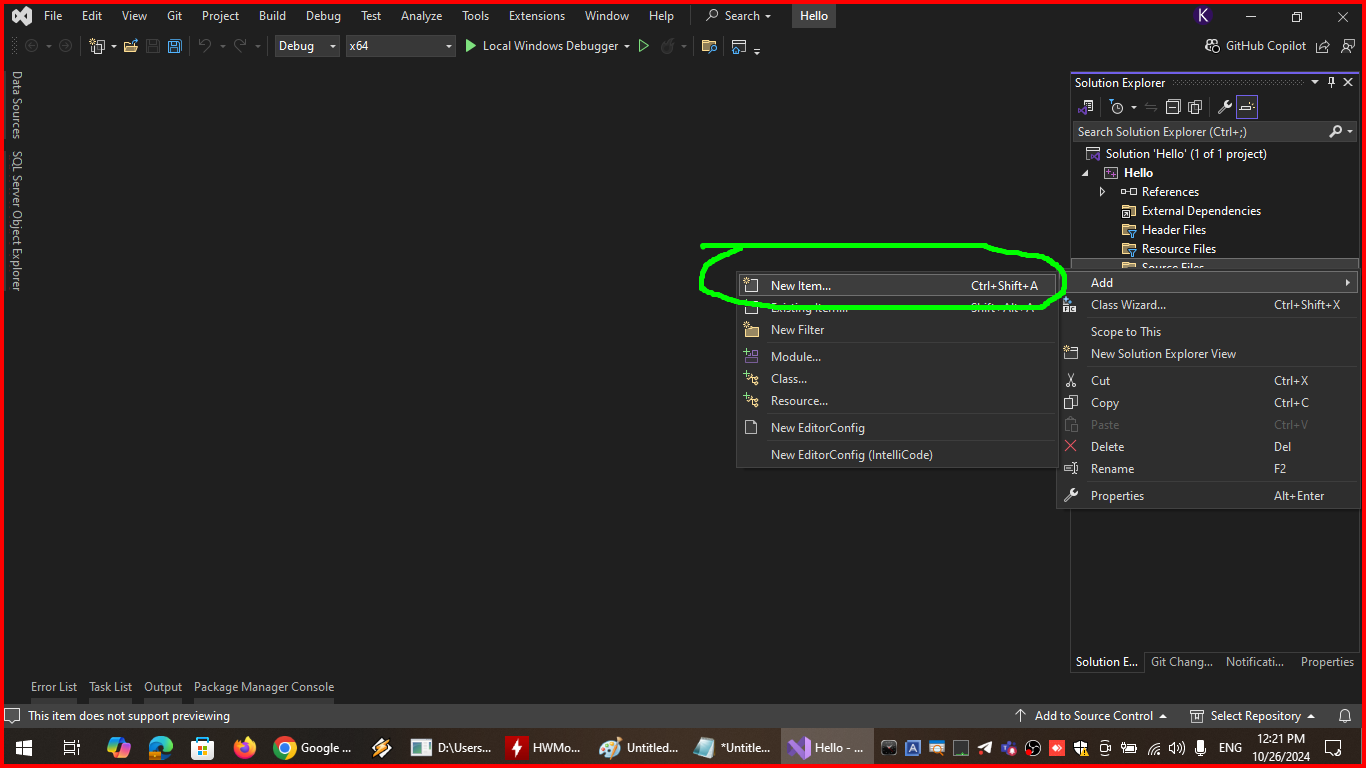 File Edit View Git Project Build Debug Test Analyze Tools Extensions Window Help Search Hello K
Debug x64 Local Windows Debugger GitHub Copilot
Data Sources
SQL Server Object Explorer
Solution Explorer
Search Solution Explorer (Ctrl+;)
Solution 'Hello' (1 of 1 project)
Hello
References
External Dependencies
Header Files
Resource Files
Source Files
New Item... Ctrl+Shift+A
Existing Item... Shift+Alt+A
New Filter
Module...
Class...
Resource...
New EditorConfig
New EditorConfig (IntelliCode)
Add
Class Wizard... Ctrl+Shift+X
Scope to This
New Solution Explorer View
Cut Ctrl+X
Copy Ctrl+C
Paste Ctrl+V
Delete Del
Rename F2
Properties Alt+Enter
Solution E... Git Chang... Notificati... Properties
Error List Task List Output Package Manager Console
This item does not support previewing Add to Source Control Select Repository
Google ... D:\Users... HWMo... Untitled... *Untitle... Hello - ... ENG 12:21 PM
10/26/2024